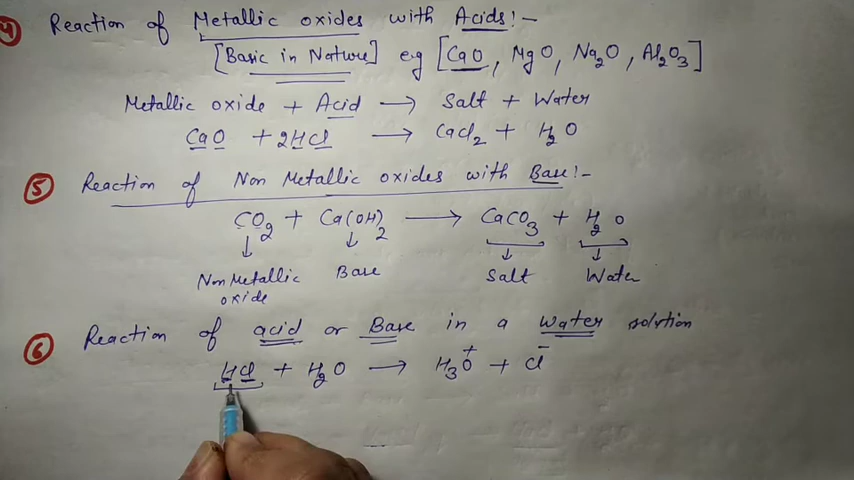 4 Reaction of Metallic oxides with Acids!-
[Basic in Nature] eg [CaO, MgO, Na₂O, Al₂O₃]
Metallic oxide + Acid → Salt + Water
CaO + 2HCl → CaCl₂ + H₂O
5 Reaction of Non Metallic oxides with Base!-
CO₂ + Ca(OH)₂ → CaCO₃ + H₂O
↓ ↓ ↓ ↓
Non Metallic oxide Base Salt Water
6 Reaction of acid or Base in a water solution
HCl + H₂O → H₃O⁺ + Cl⁻